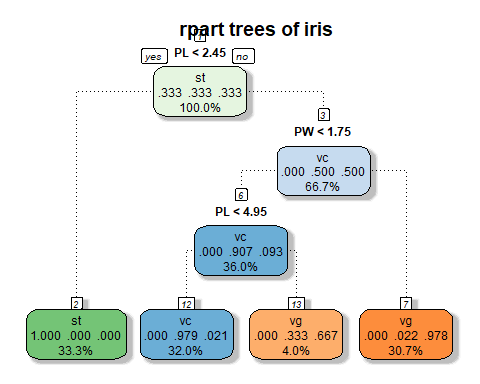 rpart trees of iris
1
yes PL < 2.45 no
st
.333 .333 .333
100.0%
3
PW < 1.75
vc
.000 .500 .500
66.7%
6
PL < 4.95
vc
.000 .907 .093
36.0%
2
st
1.000 .000 .000
33.3%
12
vc
.000 .979 .021
32.0%
13
vg
.000 .333 .667
4.0%
7
vg
.000 .022 .978
30.7%